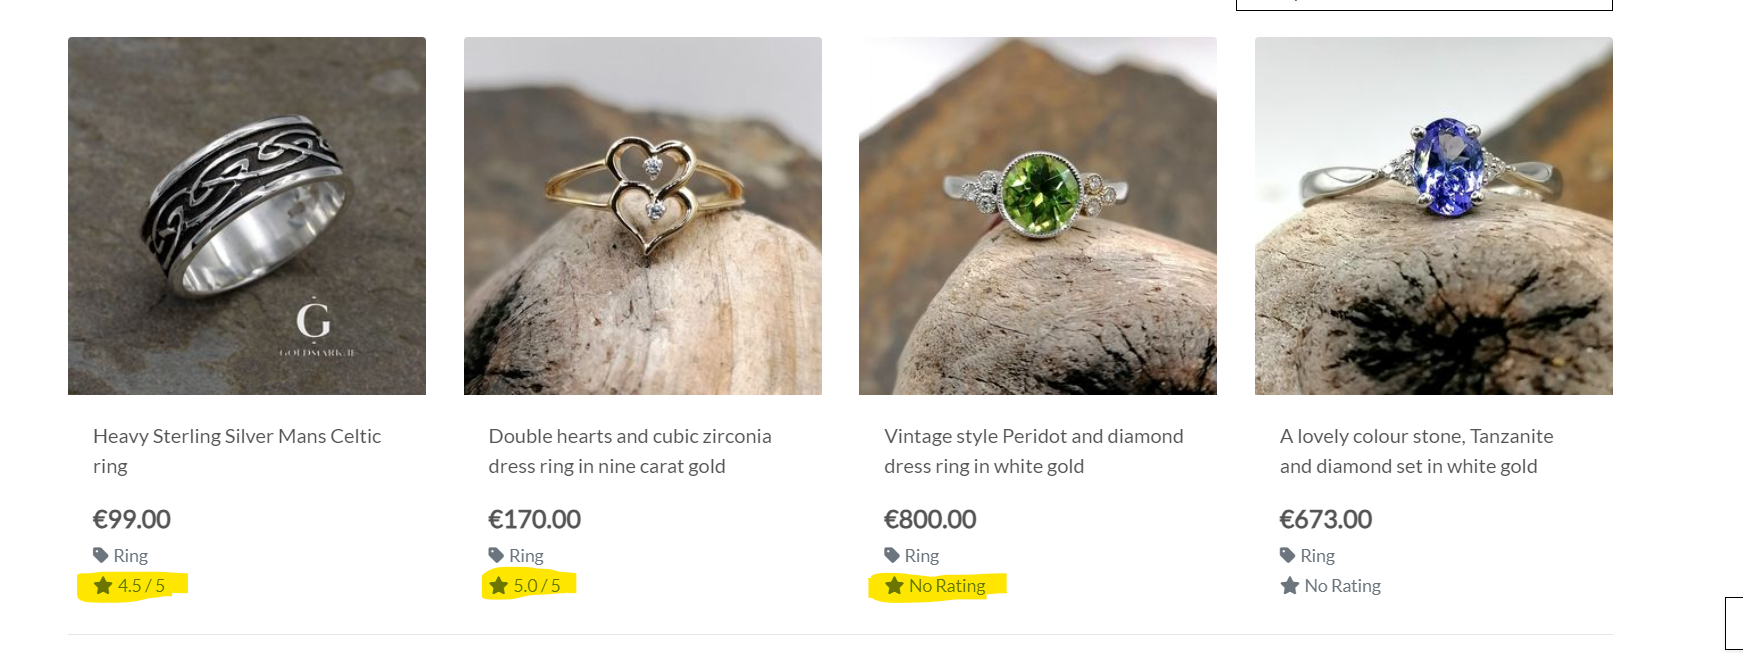 G
GOLDMARK.IE
Heavy Sterling Silver Mans Celtic
ring
€99.00
Ring
4.5 / 5
Double hearts and cubic zirconia
dress ring in nine carat gold
€170.00
Ring
5.0 / 5
Vintage style Peridot and diamond
dress ring in white gold
€800.00
Ring
No Rating
A lovely colour stone, Tanzanite
and diamond set in white gold
€673.00
Ring
No Rating